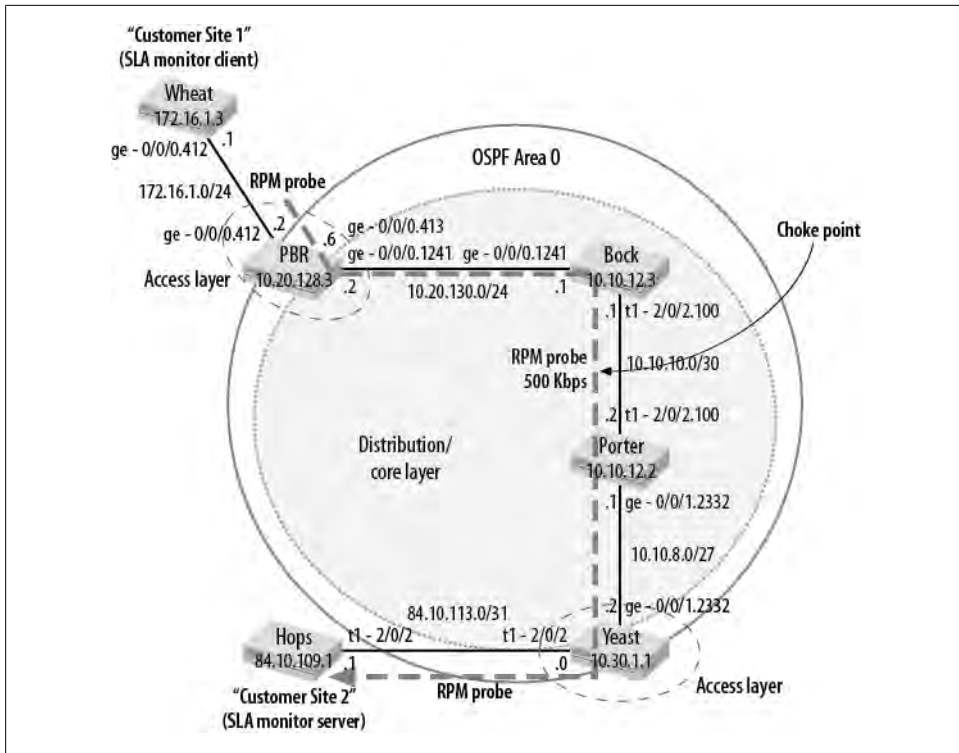 “Customer Site 1”
(SLA monitor client)
Wheat
172.16.1.3
.1
ge - 0/0/0.412
OSPF Area 0
RPM probe
172.16.1.0/24
.2
.6
ge - 0/0/0.413
Choke point
ge - 0/0/0.412
PBR
ge - 0/0/0.1241
ge - 0/0/0.1241
Bock
Access layer
10.20.128.3
.2
10.20.130.0/24
.1
10.10.12.3
.1
t1 - 2/0/2.100
RPM probe
500 Kbps
10.10.10.0/30
.2
t1 - 2/0/2.100
Distribution/
core layer
Porter
10.10.12.2
.1
ge - 0/0/1.2332
10.10.8.0/27
.2
ge - 0/0/1.2332
84.10.113.0/31
Hops
t1 - 2/0/2
t1 - 2/0/2
Yeast
84.10.109.1
.1
.0
10.30.1.1
“Customer Site 2”
(SLA monitor server)
RPM probe
Access layer